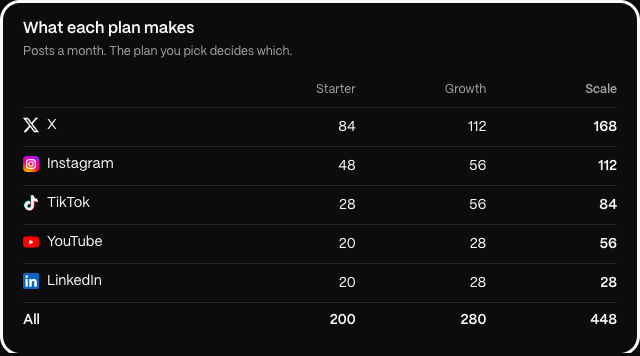 What each plan makes
Posts a month. The plan you pick decides which.
Starter Growth Scale
X 84 112 168
Instagram 48 56 112
TikTok 28 56 84
YouTube 20 28 56
LinkedIn 20 28 28
All 200 280 448